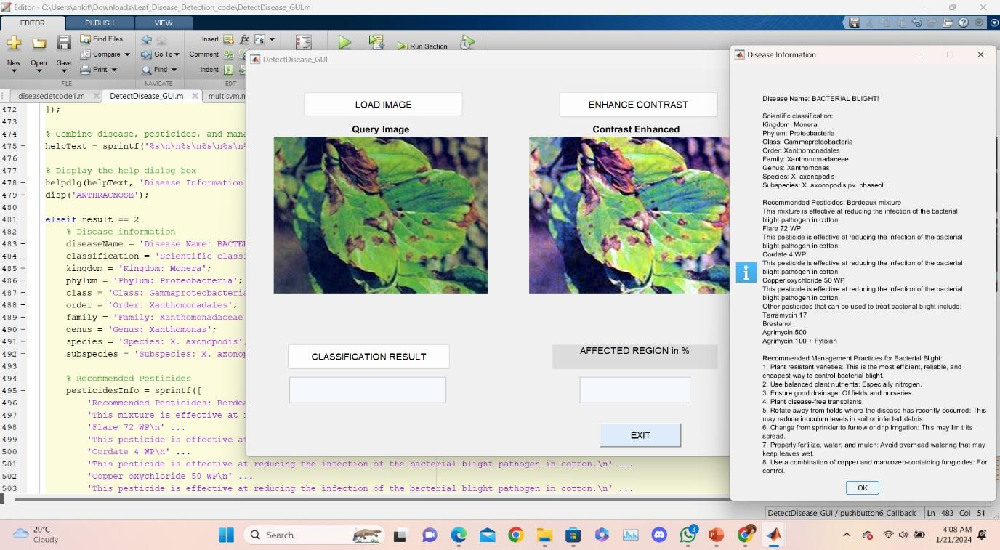 Editor - C:\Users\ankit\Downloads\Leaf_Disease_Detection_code\DetectDisease_GUI.m
EDITOR PUBLISH VIEW
New Open Save
Find Files
Compare
Print
FILE
Go To
Find
NAVIGATE
Insert fx
Comment
Indent
EDIT
Run Section
diseasedetcode1.m DetectDisease_GUI.m multisvm.m
472 ]);
473
474 % Combine disease, pesticides, and mana
475 - helpText = sprintf('%s\n\n%s\n%s\n%s\n%
476
477 % Display the help dialog box
478 - helpdlg(helpText, 'Disease Information
479 - disp('ANTHRACNOSE');
480
481 - elseif result == 2
482 % Disease information
483 - diseaseName = 'Disease Name: BACTER
484 - classification = 'Scientific class
485 - kingdom = 'Kingdom: Monera';
486 - phylum = 'Phylum: Proteobacteria';
487 - class = 'Class: Gammaproteobacteria
488 - order = 'Order: Xanthomonadales';
489 - family = 'Family: Xanthomonadaceae
490 - genus = 'Genus: Xanthomonas';
491 - species = 'Species: X. axonopodis'
492 - subspecies = 'Subspecies: X. axonop
493
494 % Recommended Pesticides
495 - pesticidesInfo = sprintf([
496 'Recommended Pesticides: Bordea
497 'This mixture is effective at
498 'Flare 72 WP\n' ...
499 'This pesticide is effective at
500 'Cordate 4 WP\n' ...
501 'This pesticide is effective at reducing the infection of the bacterial blight pathogen in cotton.\n' ...
502 'Copper oxychloride 50 WP\n' ...
503 'This pesticide is effective at reducing the infection of the bacterial blight pathogen in cotton.\n' ...
DetectDisease_GUI
LOAD IMAGE ENHANCE CONTRAST
Query Image Contrast Enhanced
CLASSIFICATION RESULT AFFECTED REGION in %
EXIT
Disease Information
Disease Name: BACTERIAL BLIGHT!
Scientific classification:
Kingdom: Monera
Phylum: Proteobacteria
Class: Gammaproteobacteria
Order: Xanthomonadales
Family: Xanthomonadaceae
Genus: Xanthomonas
Species: X. axonopodis
Subspecies: X. axonopodis pv. phaseoli
Recommended Pesticides: Bordeaux mixture
This mixture is effective at reducing the infection of the bacterial
blight pathogen in cotton.
Flare 72 WP
This pesticide is effective at reducing the infection of the bacterial
blight pathogen in cotton.
Cordate 4 WP
This pesticide is effective at reducing the infection of the bacterial
blight pathogen in cotton.
Copper oxychloride 50 WP
This pesticide is effective at reducing the infection of the bacterial
blight pathogen in cotton.
Other pesticides that can be used to treat bacterial blight include:
Terramycin 17
Brestanol
Agrimycin 500
Agrimycin 100 + Fytolan
Recommended Management Practices for Bacterial Blight:
1. Plant resistant varieties: This is the most efficient, reliable, and
cheapest way to control bacterial blight.
2. Use balanced plant nutrients: Especially nitrogen.
3. Ensure good drainage: Of fields and nurseries.
4. Plant disease-free transplants.
5. Rotate away from fields where the disease has recently occurred: This
may reduce inoculum levels in soil or infected debris.
6. Change from sprinkler to furrow or drip irrigation: This may limit its
spread.
7. Properly fertilize, water, and mulch: Avoid overhead watering that may
keep leaves wet.
8. Use a combination of copper and mancozeb-containing fungicides: For
control.
OK
DetectDisease_GUI / pushbutton6_Callback Ln 483 Col 51
20°C
Cloudy
Search
3
4:08 AM
1/21/2024